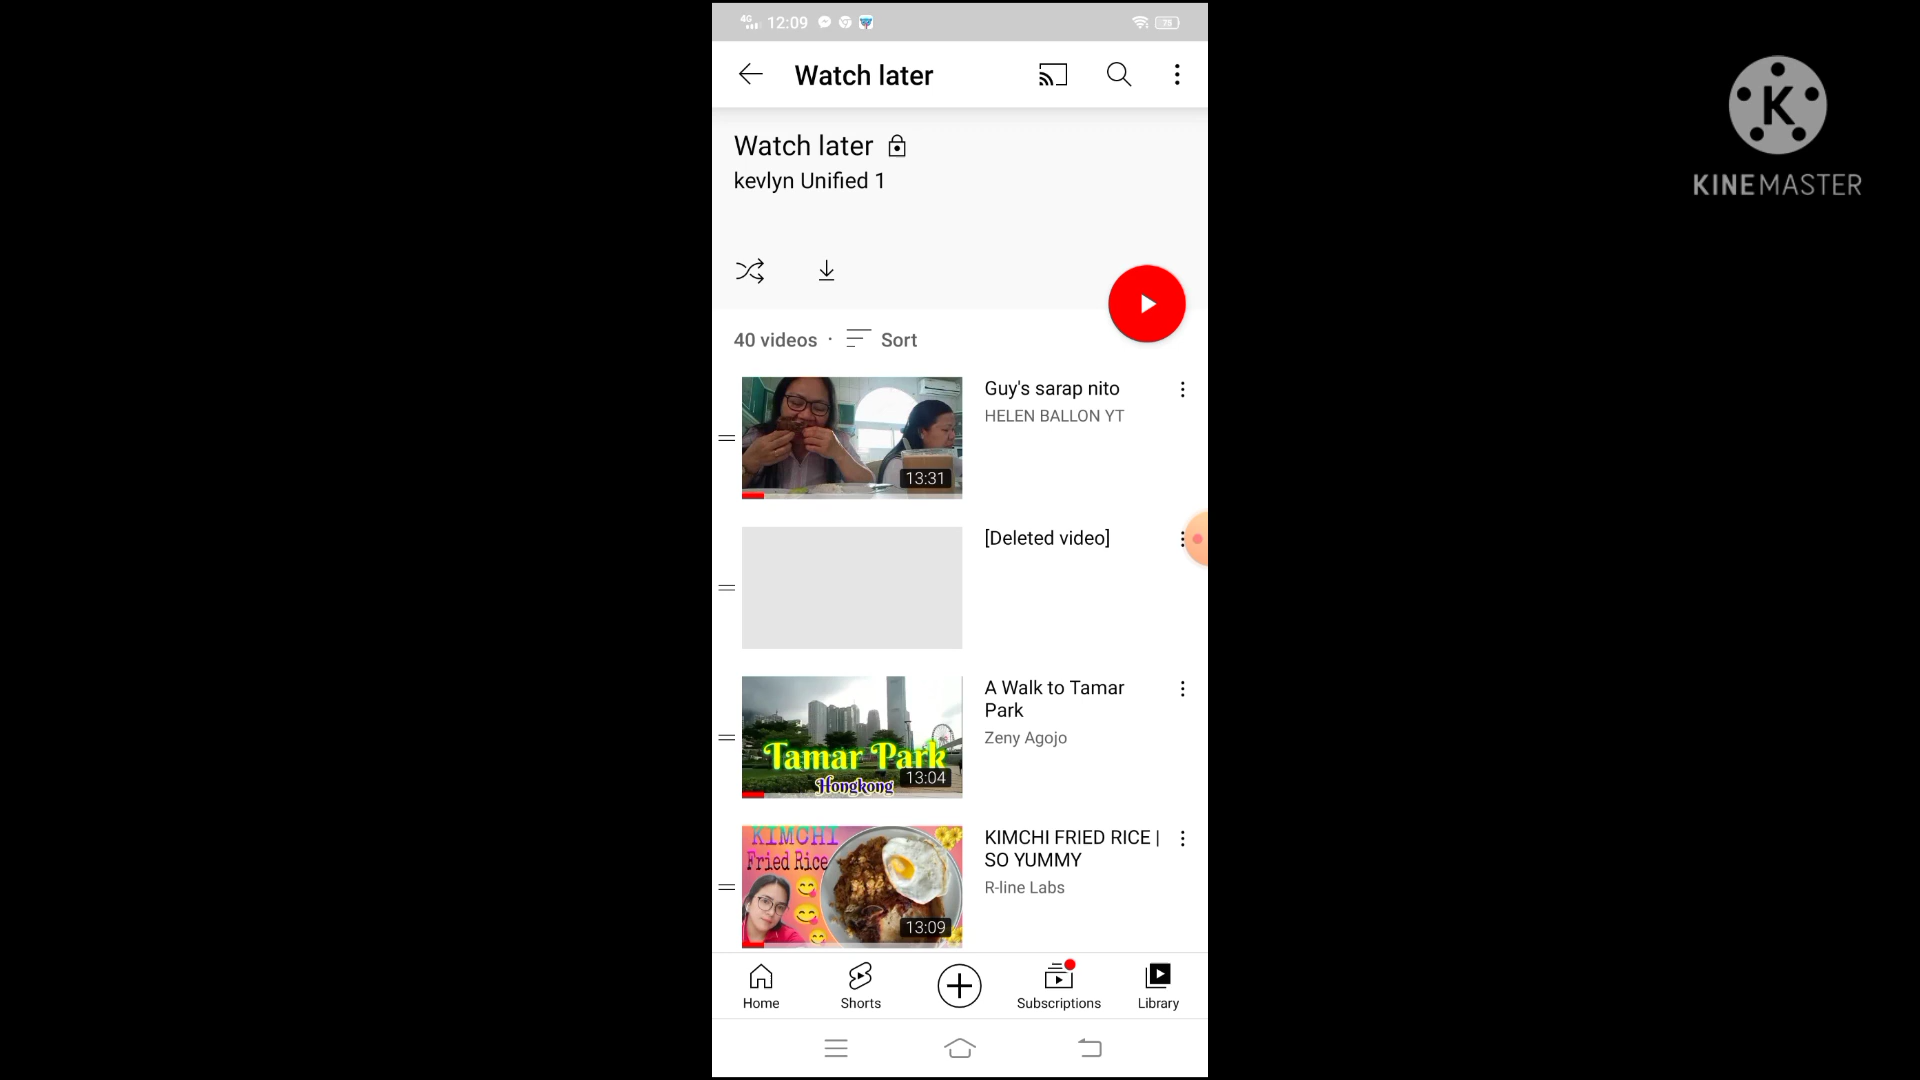 4G 12:09 75
Watch later
Watch later
kevlyn Unified 1
40 videos · Sort
Guy's sarap nito
HELEN BALLON YT
13:31
[Deleted video]
A Walk to Tamar
Park
Zeny Agojo
Tamar Park
13:04
Hongkong
KIMCHI FRIED RICE |
SO YUMMY
R-line Labs
KIMCHI
Fried Rice
13:09
Home
Shorts
Subscriptions
Library
K
KINEMASTER